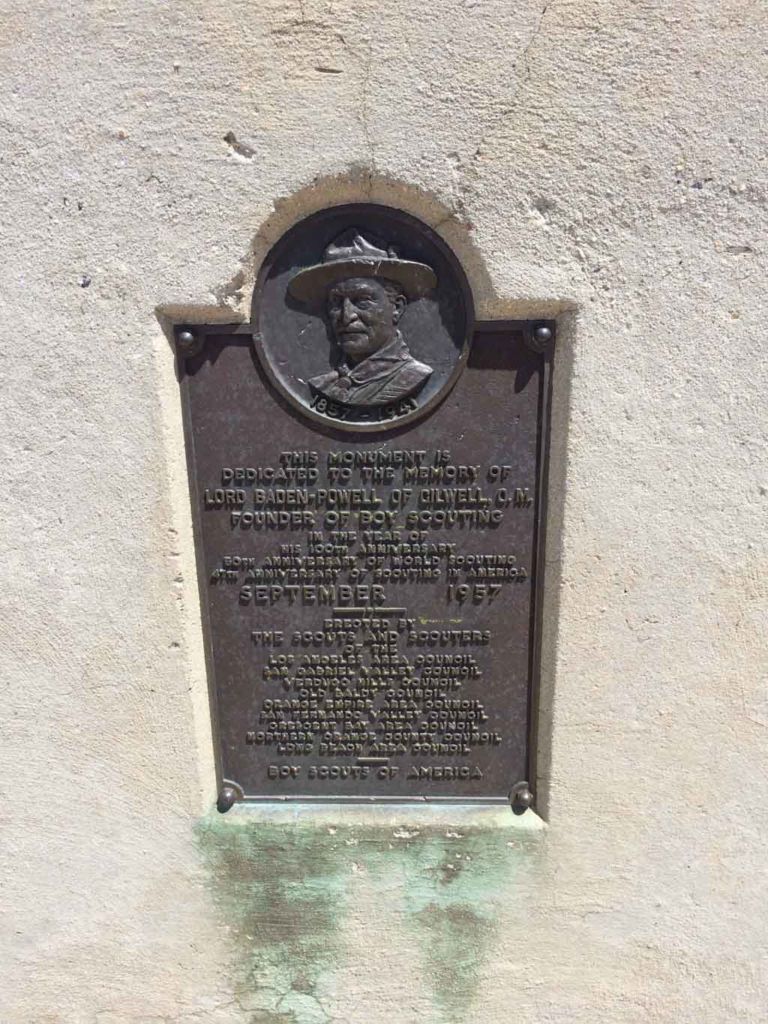 1857 - 1941
THIS MONUMENT IS
DEDICATED TO THE MEMORY OF
LORD BADEN-POWELL OF GILWELL, O.M.
FOUNDER OF BOY SCOUTING
IN THE YEAR OF
HIS 100TH ANNIVERSARY
50TH ANNIVERSARY OF WORLD SCOUTING
47TH ANNIVERSARY OF SCOUTING IN AMERICA
SEPTEMBER 1957
ERECTED BY
THE SCOUTS AND SCOUTERS
OF THE
LOS ANGELES AREA COUNCIL
SAN GABRIEL VALLEY COUNCIL
VERDUGO HILLS COUNCIL
OLD BALDY COUNCIL
ORANGE EMPIRE AREA COUNCIL
SAN FERNANDO VALLEY COUNCIL
CRESCENT BAY AREA COUNCIL
NORTHERN ORANGE COUNTY COUNCIL
LONG BEACH AREA COUNCIL
BOY SCOUTS OF AMERICA